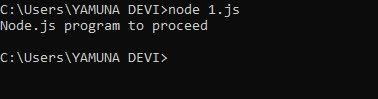 C:\Users\YAMUNA DEVI>node 1.js
Node.js program to proceed
C:\Users\YAMUNA DEVI>